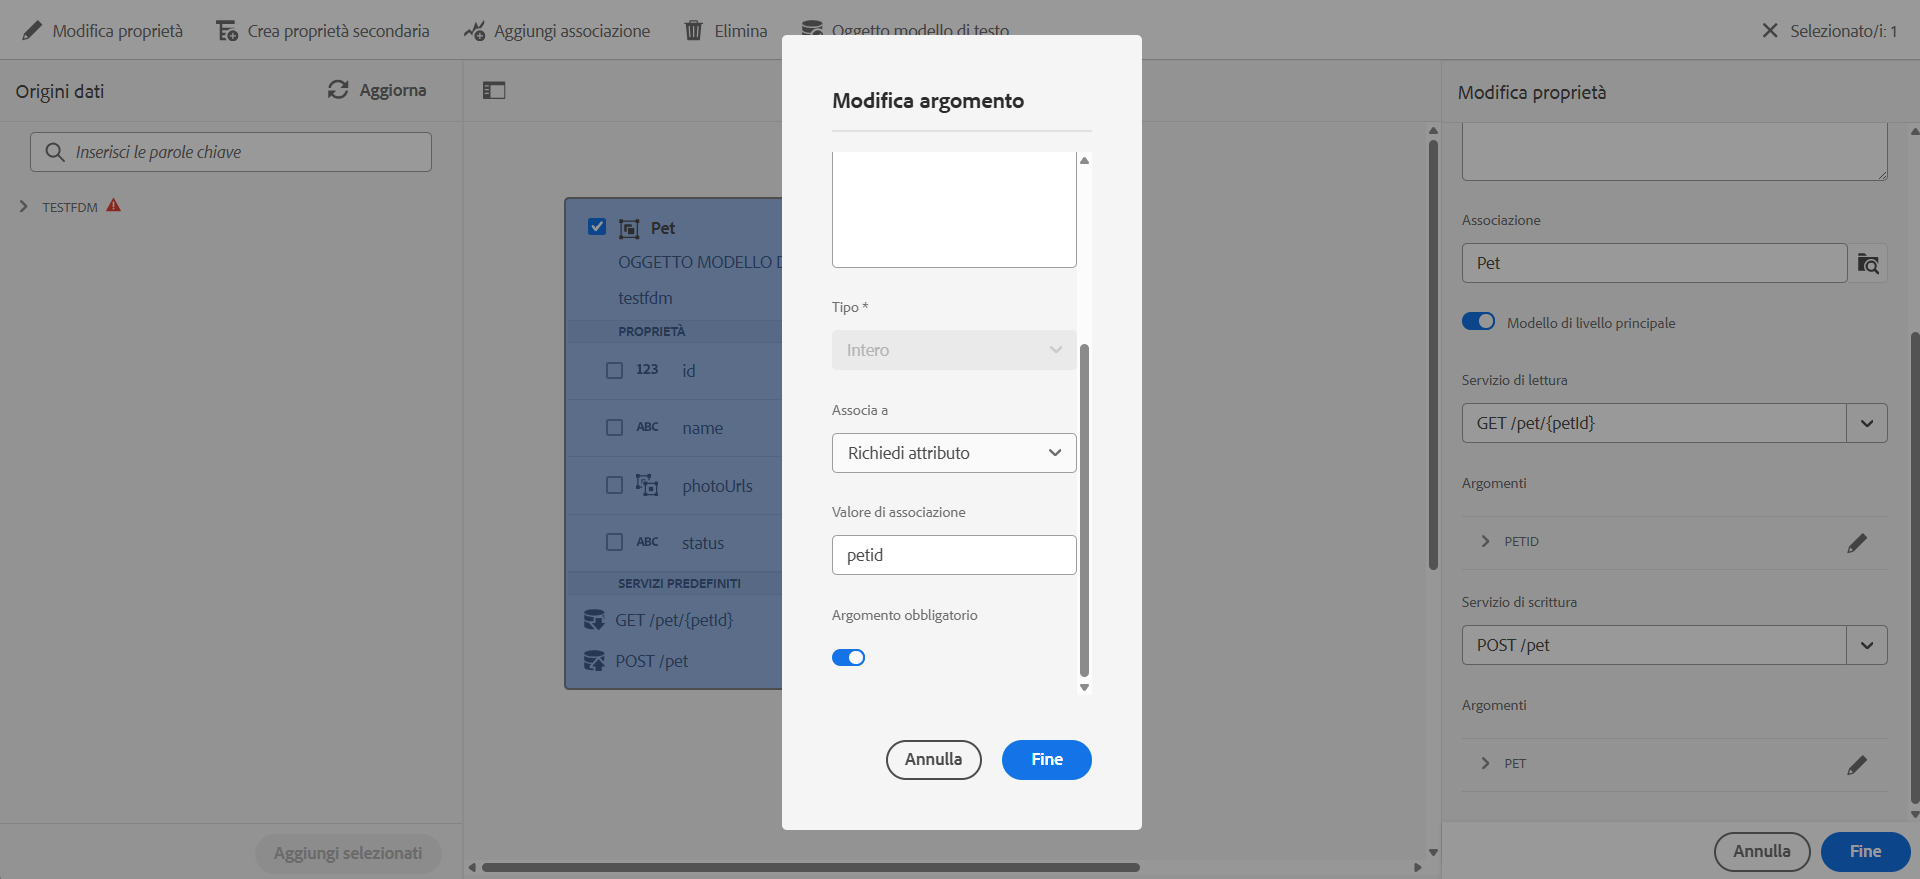 Modifica proprietà
Crea proprietà secondaria
Aggiungi associazione
Elimina
Oggetto modello di testo
Selezionato/i: 1
Origini dati
Aggiorna
Inserisci le parole chiave
TESTFDM
Pet
OGGETTO MODELLO D
testfdm
PROPRIETÀ
123 id
ABC name
photoUrls
ABC status
SERVIZI PREDEFINITI
GET /pet/{petId}
POST /pet
Aggiungi selezionati
Modifica argomento
Tipo *
Intero
Associa a
Richiedi attributo
Valore di associazione
petid
Argomento obbligatorio
Annulla
Fine
Modifica proprietà
Associazione
Pet
Modello di livello principale
Servizio di lettura
GET /pet/{petId}
Argomenti
PETID
Servizio di scrittura
POST /pet
Argomenti
PET
Annulla
Fine